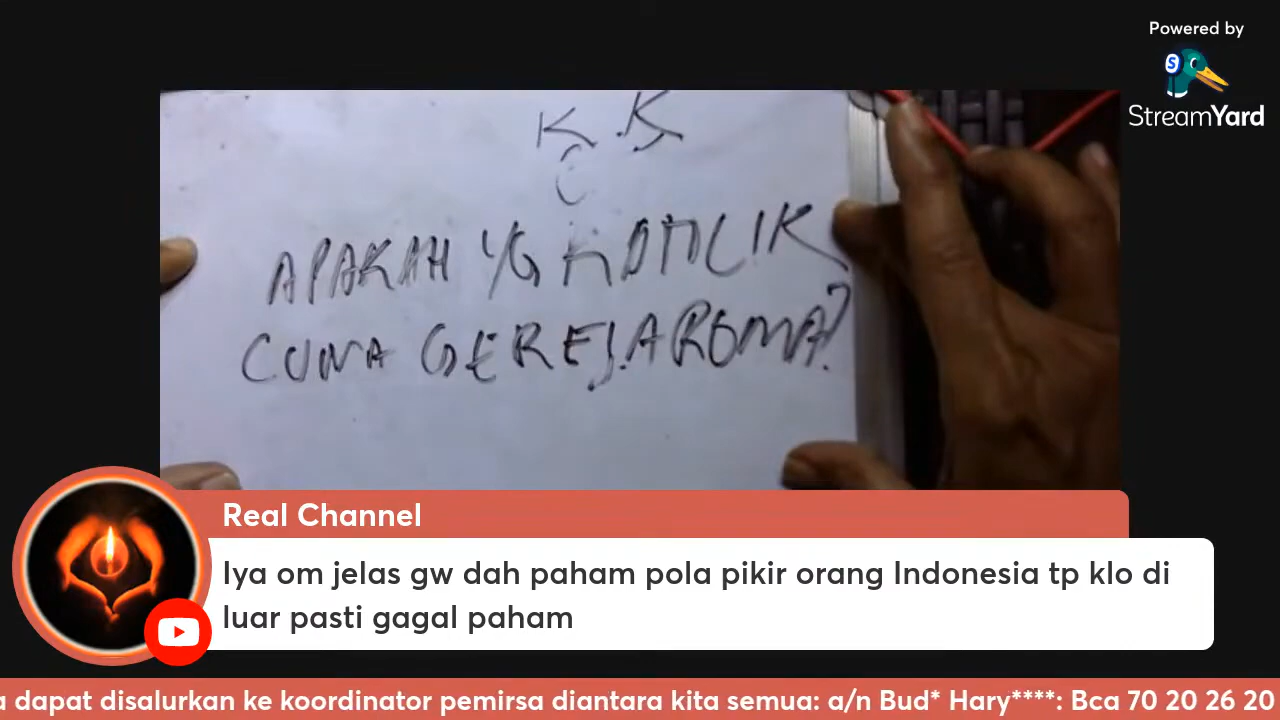 Powered by
StreamYard
K.K
C
APAKAH YG KATOLIK
CUMA GEREJA ROMA?
Real Channel
Iya om jelas gw dah paham pola pikir orang Indonesia tp klo di
luar pasti gagal paham
a dapat disalurkan ke koordinator pemirsa diantara kita semua: a/n Bud* Hary****: Bca 70 20 26 20